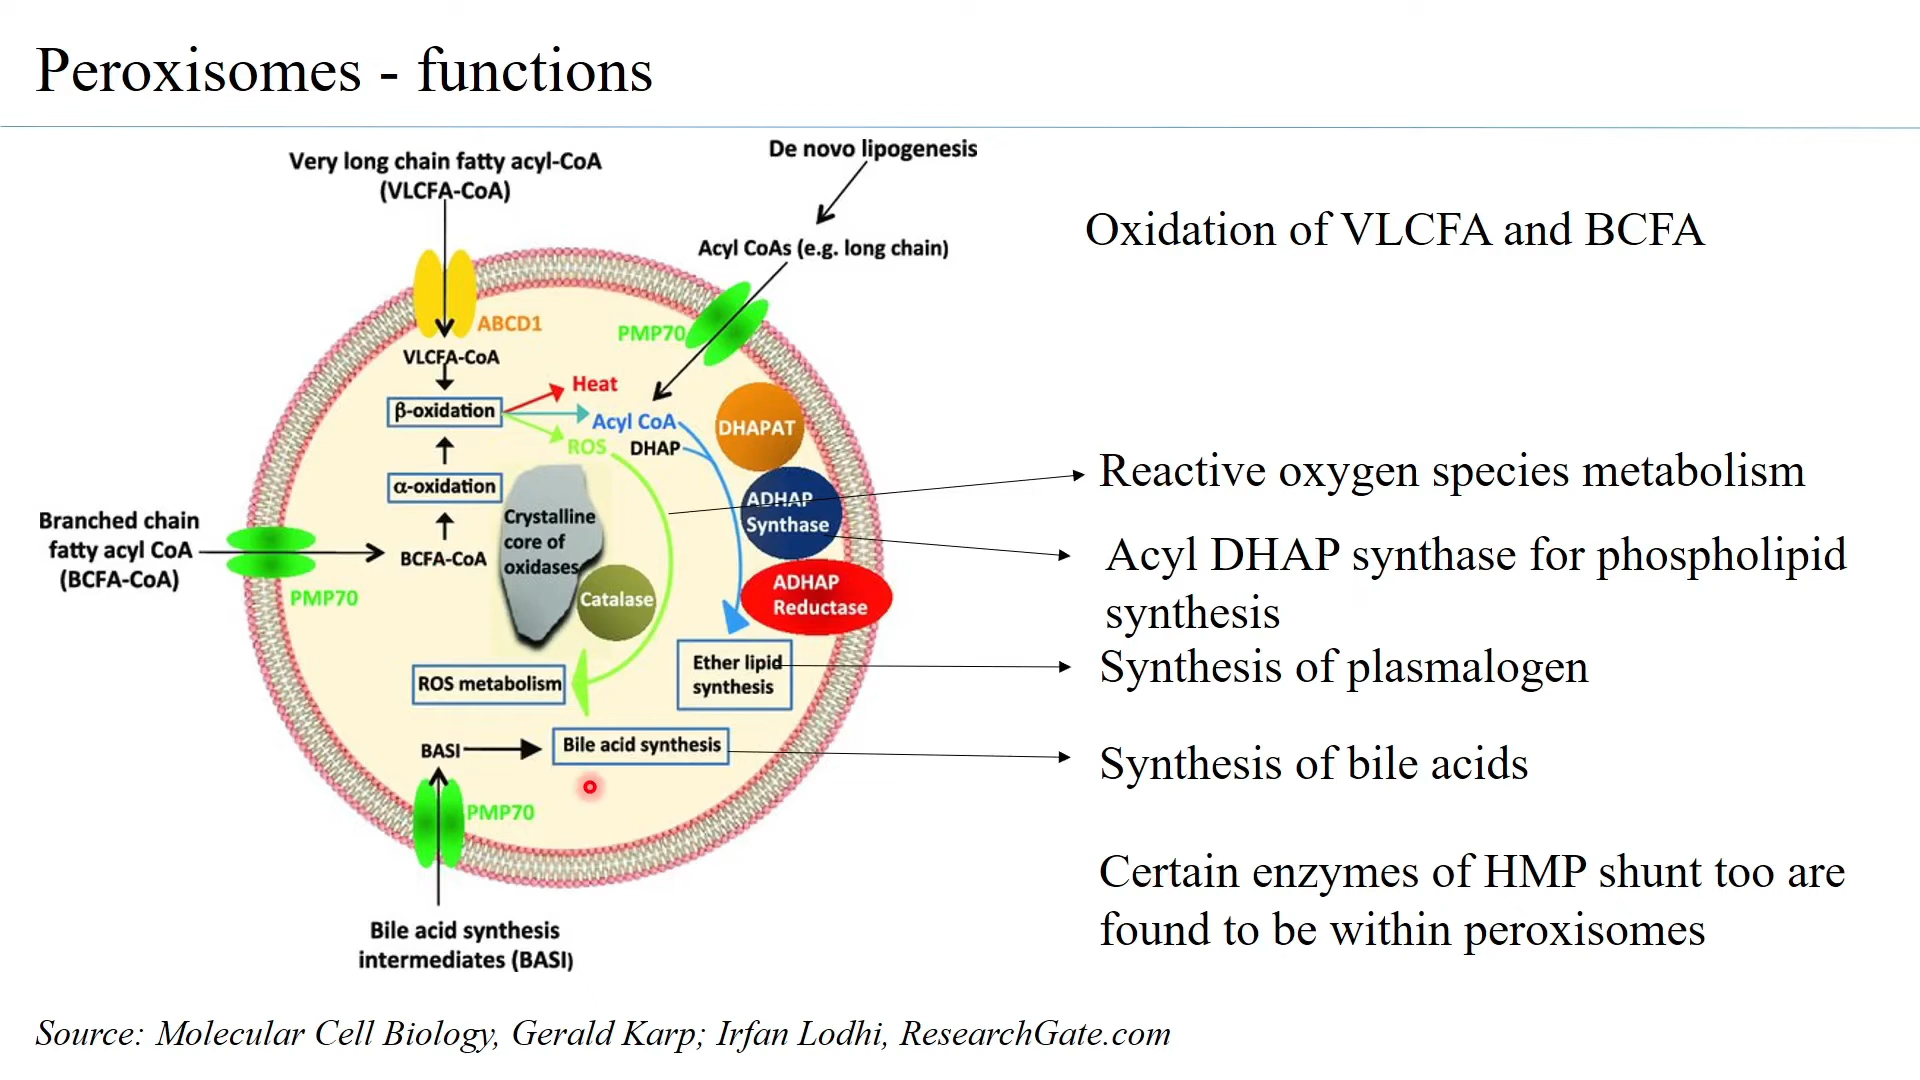 Peroxisomes - functions
Very long chain fatty acyl-CoA
(VLCFA-CoA)
De novo lipogenesis
Acyl CoAs (e.g. long chain)
ABCD1
PMP70
VLCFA-CoA
β-oxidation
Heat
Acyl CoA
ROS
DHAP
DHAPAT
α-oxidation
ADHAP
Synthase
Crystalline
core of
oxidases
Branched chain
fatty acyl CoA
(BCFA-CoA)
BCFA-CoA
PMP70
Catalase
ADHAP
Reductase
ROS metabolism
Ether lipid
synthesis
BASI
Bile acid synthesis
PMP70
Bile acid synthesis
intermediates (BASI)
Oxidation of VLCFA and BCFA
Reactive oxygen species metabolism
Acyl DHAP synthase for phospholipid
synthesis
Synthesis of plasmalogen
Synthesis of bile acids
Certain enzymes of HMP shunt too are
found to be within peroxisomes
Source: Molecular Cell Biology, Gerald Karp; Irfan Lodhi, ResearchGate.com